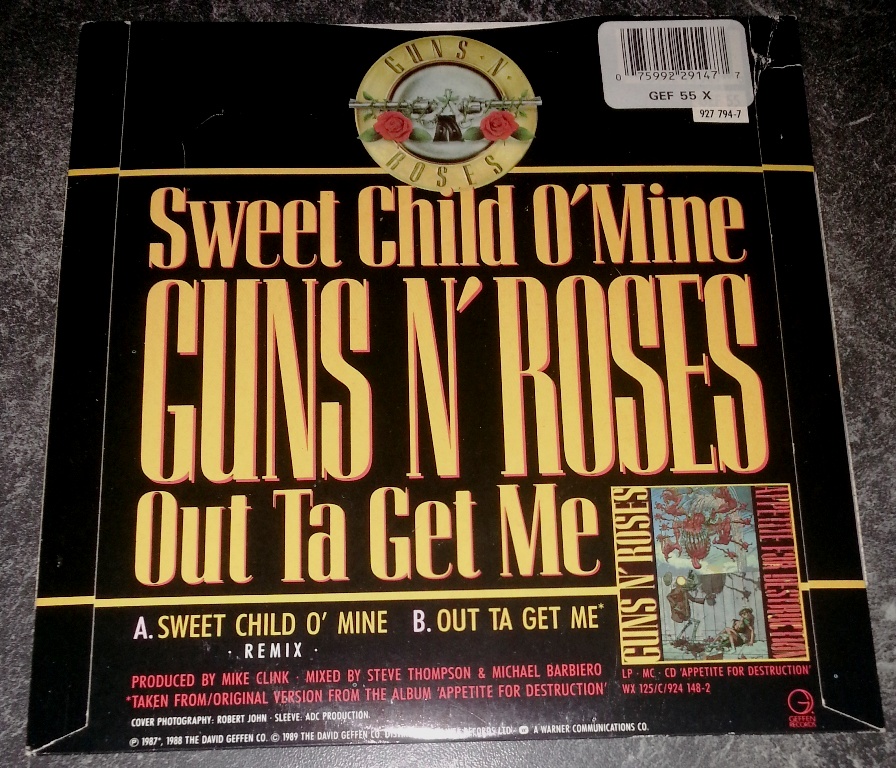 GUNS · N ·
ROSES
0 75992 29147 7
GEF 55 X
927 794-7
Sweet Child O'Mine
GUNS N' ROSES
Out Ta Get Me
GUNS N' ROSES
APPETITE FOR DESTRUCTION
A. SWEET CHILD O' MINE B. OUT TA GET ME*
· REMIX ·
PRODUCED BY MIKE CLINK · MIXED BY STEVE THOMPSON & MICHAEL BARBIERO
*TAKEN FROM/ORIGINAL VERSION FROM THE ALBUM 'APPETITE FOR DESTRUCTION'
LP · MC · CD 'APPETITE FOR DESTRUCTION'
WX 125/C/924 148-2
COVER PHOTOGRAPHY: ROBERT JOHN · SLEEVE. ADC PRODUCTION.
℗ 1987*, 1988 THE DAVID GEFFEN CO. © 1989 THE DAVID GEFFEN CO. RECORDS LTD. A WARNER COMMUNICATIONS CO.
GEFFEN
RECORDS